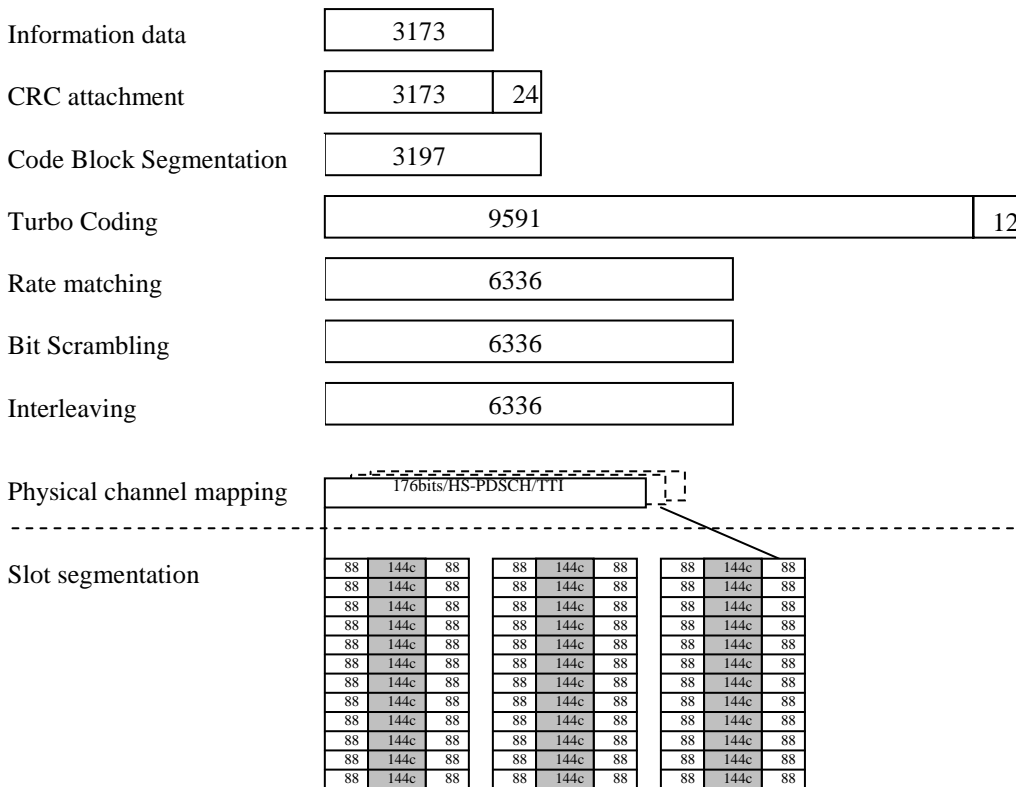 Information data 3173
CRC attachment 3173 24
Code Block Segmentation 3197
Turbo Coding 9591 12
Rate matching 6336
Bit Scrambling 6336
Interleaving 6336
Physical channel mapping 176bits/HS-PDSCH/TTI
Slot segmentation
88 144c 88 88 144c 88 88 144c 88
88 144c 88 88 144c 88 88 144c 88
88 144c 88 88 144c 88 88 144c 88
88 144c 88 88 144c 88 88 144c 88
88 144c 88 88 144c 88 88 144c 88
88 144c 88 88 144c 88 88 144c 88
88 144c 88 88 144c 88 88 144c 88
88 144c 88 88 144c 88 88 144c 88
88 144c 88 88 144c 88 88 144c 88
88 144c 88 88 144c 88 88 144c 88
88 144c 88 88 144c 88 88 144c 88
88 144c 88 88 144c 88 88 144c 88